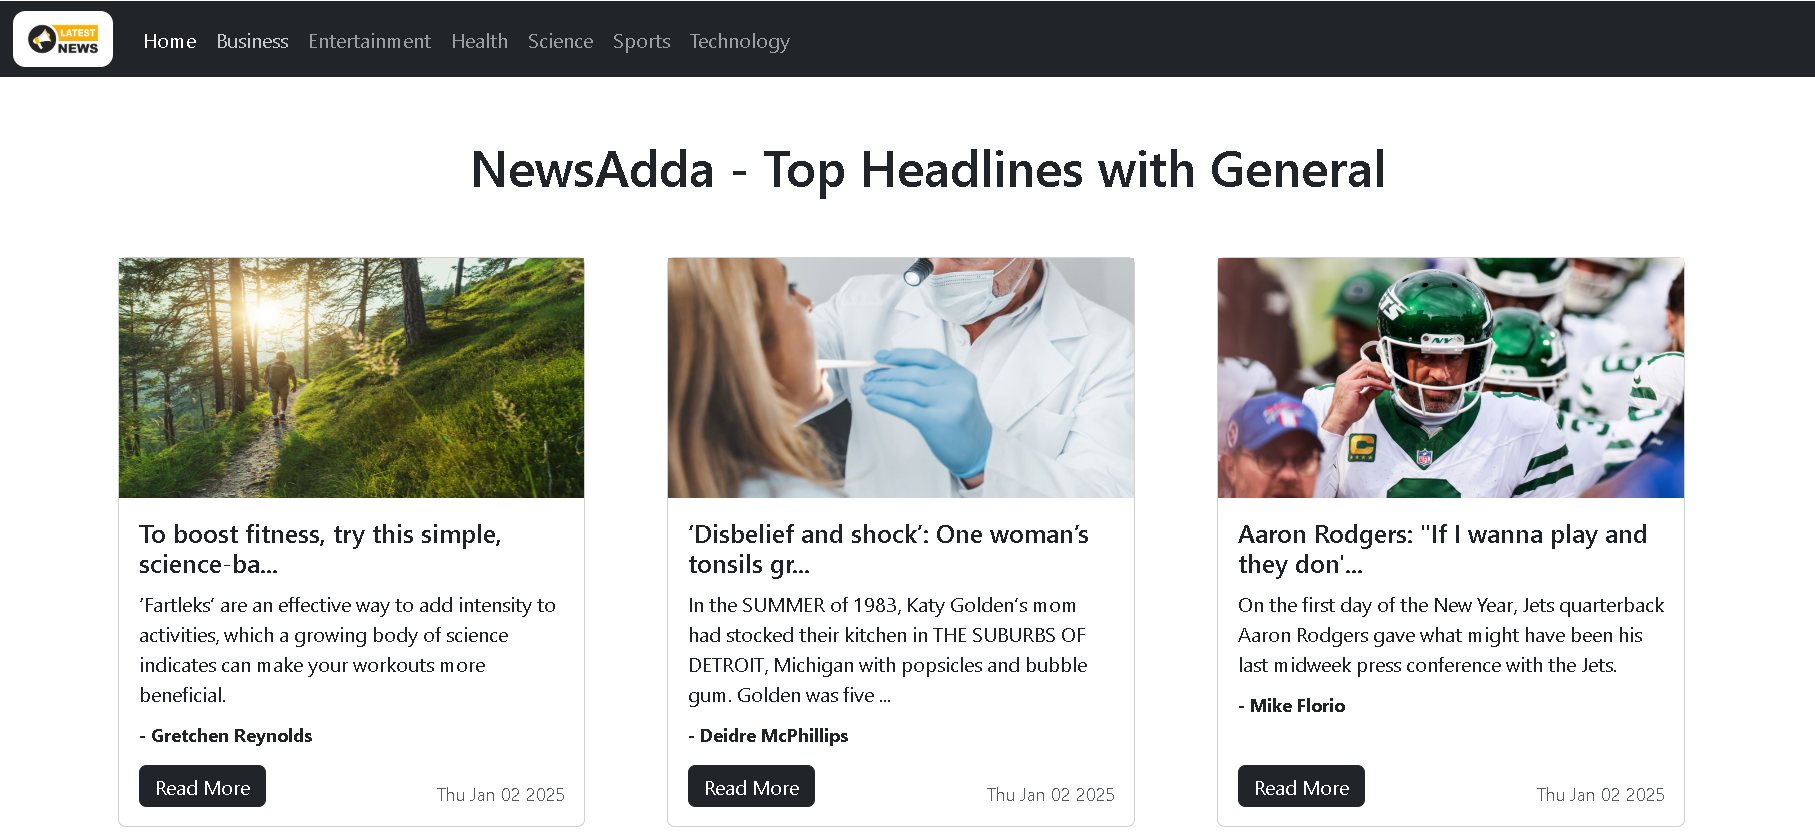 LATEST
NEWS
Home Business Entertainment Health Science Sports Technology
NewsAdda - Top Headlines with General
JETS
NY
C
NFL
To boost fitness, try this simple,
science-ba...
‘Fartleks’ are an effective way to add intensity to
activities, which a growing body of science
indicates can make your workouts more
beneficial.
- Gretchen Reynolds
Read More
Thu Jan 02 2025
‘Disbelief and shock’: One woman’s
tonsils gr...
In the SUMMER of 1983, Katy Golden’s mom
had stocked their kitchen in THE SUBURBS OF
DETROIT, Michigan with popsicles and bubble
gum. Golden was five ...
- Deidre McPhillips
Read More
Thu Jan 02 2025
Aaron Rodgers: "If I wanna play and
they don'...
On the first day of the New Year, Jets quarterback
Aaron Rodgers gave what might have been his
last midweek press conference with the Jets.
- Mike Florio
Read More
Thu Jan 02 2025